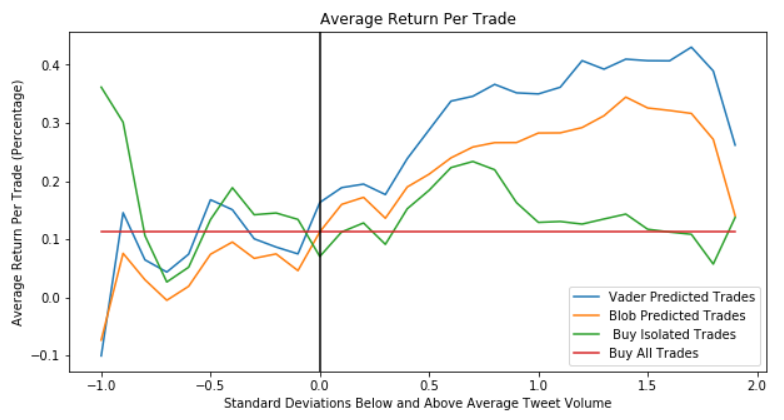 Average Return Per Trade
Average Return Per Trade (Percentage)
0.4
0.3
0.2
0.1
0.0
−0.1
−1.0 −0.5 0.0 0.5 1.0 1.5 2.0
Standard Deviations Below and Above Average Tweet Volume
Vader Predicted Trades
Blob Predicted Trades
Buy Isolated Trades
Buy All Trades